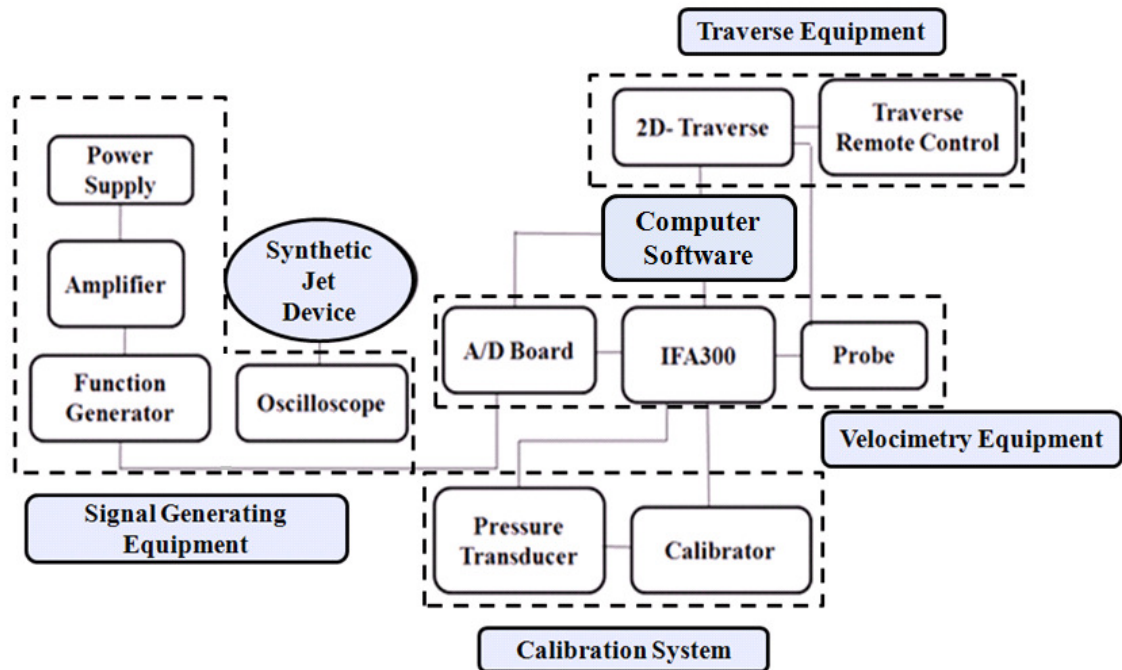 Traverse Equipment
2D- Traverse
Traverse
Remote Control
Power
Supply
Computer
Software
Synthetic
Jet
Device
Amplifier
A/D Board
IFA300
Probe
Function
Generator
Oscilloscope
Velocimetry Equipment
Signal Generating
Equipment
Pressure
Transducer
Calibrator
Calibration System